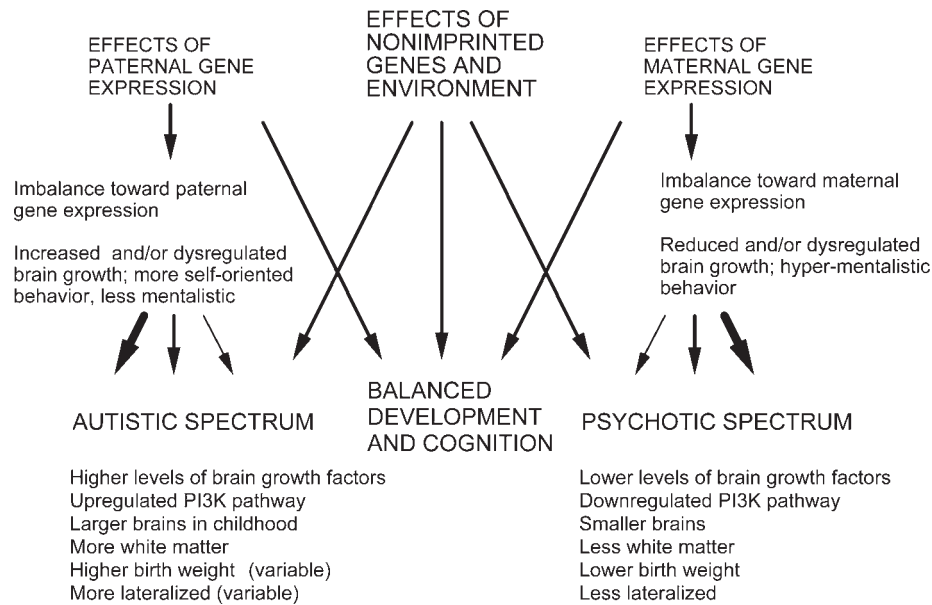 EFFECTS OF
PATERNAL GENE
EXPRESSION
EFFECTS OF
NONIMPRINTED
GENES AND
ENVIRONMENT
EFFECTS OF
MATERNAL GENE
EXPRESSION
Imbalance toward paternal
gene expression
Increased and/or dysregulated
brain growth; more self-oriented
behavior, less mentalistic
Imbalance toward maternal
gene expression
Reduced and/or dysregulated
brain growth; hyper-mentalistic
behavior
AUTISTIC SPECTRUM
BALANCED
DEVELOPMENT
AND COGNITION
PSYCHOTIC SPECTRUM
Higher levels of brain growth factors
Upregulated PI3K pathway
Larger brains in childhood
More white matter
Higher birth weight (variable)
More lateralized (variable)
Lower levels of brain growth factors
Downregulated PI3K pathway
Smaller brains
Less white matter
Lower birth weight
Less lateralized